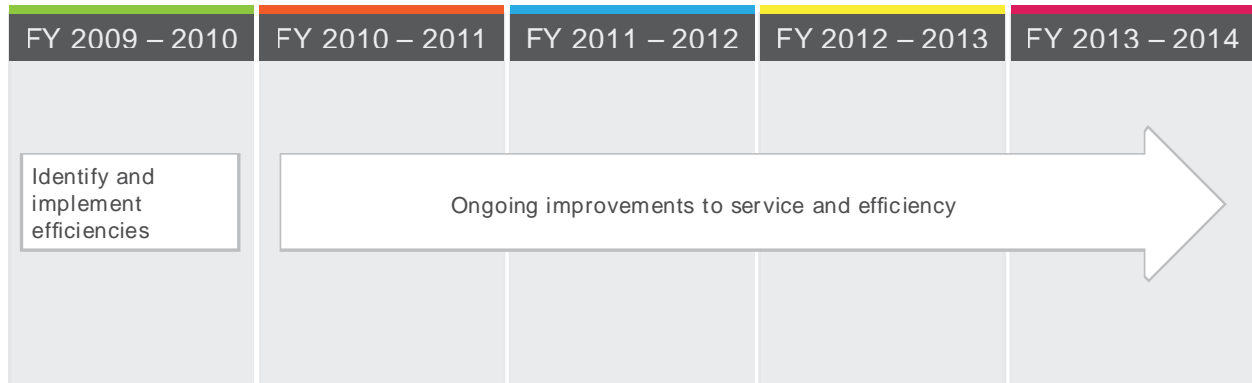 FY 2009 – 2010
FY 2010 – 2011
FY 2011 – 2012
FY 2012 – 2013
FY 2013 – 2014
Identify and
implement
efficiencies
Ongoing improvements to service and efficiency